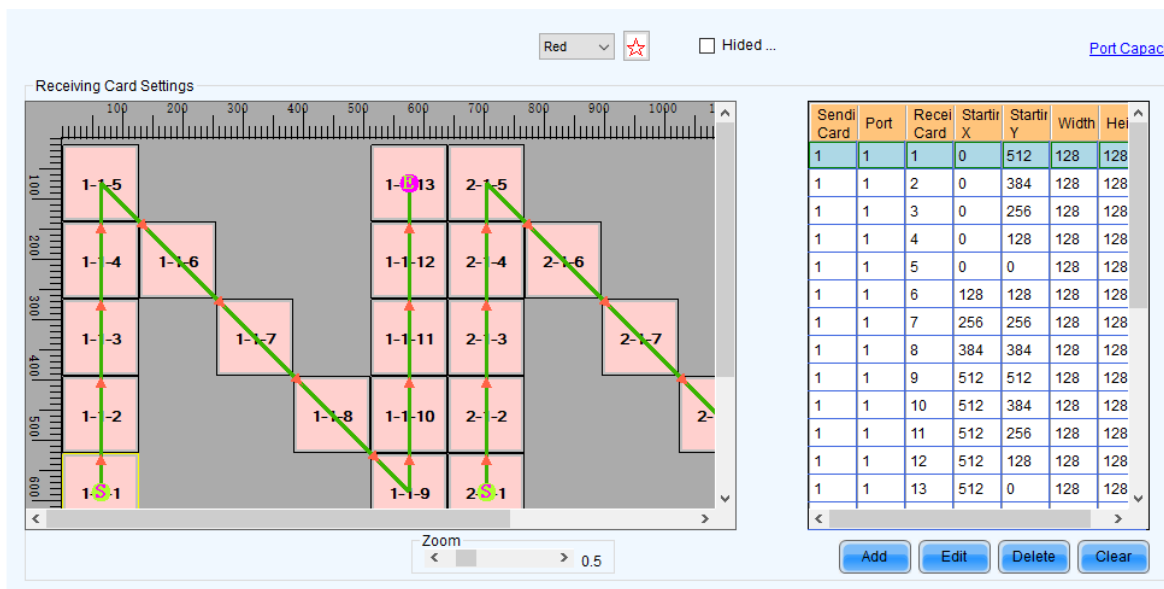 Red
Hided ...
Port Capac
Receiving Card Settings
100 200 300 400 500 600 700 800 900 1000 1
100
200
300
400
500
600
1-1-5 2-1-5
1-1-4 1-1-6 1-1-12 2-1-4 2-1-6
1-1-3 1-1-7 1-1-11 2-1-3 2-1-7
1-1-2 1-1-8 1-1-10 2-1-2 2-
S 1-1-9 S
Zoom
0.5
Sendi Card Port Recei Card Startir X Startir Y Width Hei
1 1 1 0 512 128 128
1 1 2 0 384 128 128
1 1 3 0 256 128 128
1 1 4 0 128 128 128
1 1 5 0 0 128 128
1 1 6 128 128 128 128
1 1 7 256 256 128 128
1 1 8 384 384 128 128
1 1 9 512 512 128 128
1 1 10 512 384 128 128
1 1 11 512 256 128 128
1 1 12 512 128 128 128
1 1 13 512 0 128 128
Add Edit Delete Clear